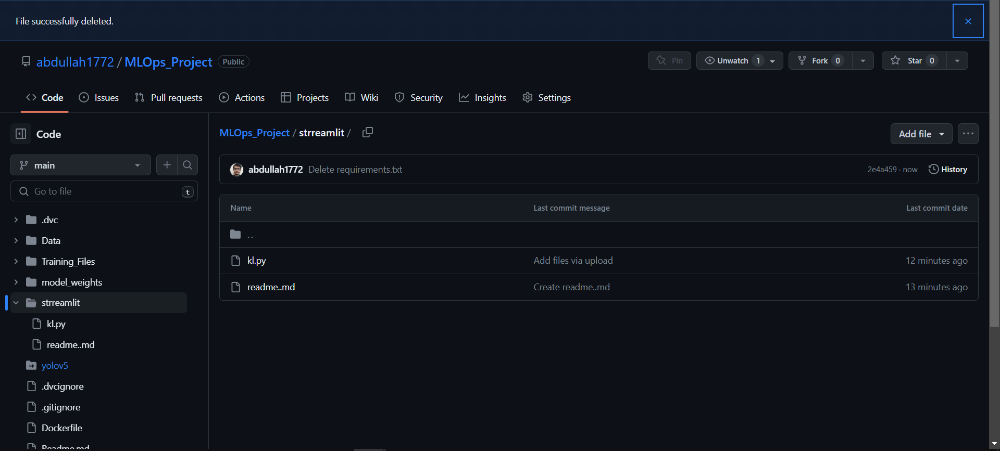 File successfully deleted.
abdullah1772 / MLOps_Project Public
Pin Unwatch 1 Fork 0 Star 0
Code Issues Pull requests Actions Projects Wiki Security Insights Settings
Code
main
Go to file t
.dvc
Data
Training_Files
model_weights
strreamlit
kl.py
readme..md
yolov5
.dvcignore
.gitignore
Dockerfile
Readme.md
MLOps_Project / strreamlit /
Add file
abdullah1772 Delete requirements.txt 2e4a459 · now History
Name Last commit message Last commit date
..
kl.py Add files via upload 12 minutes ago
readme..md Create readme..md 13 minutes ago